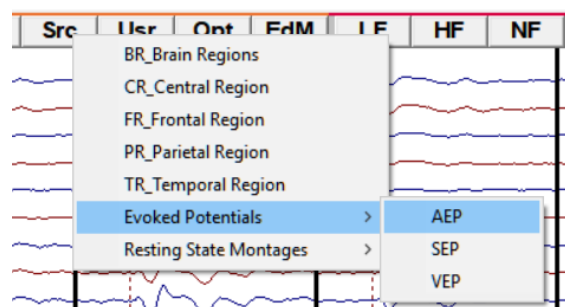 Src Usr Opt EdM LF HF NF
BR_Brain Regions
CR_Central Region
FR_Frontal Region
PR_Parietal Region
TR_Temporal Region
Evoked Potentials >
Resting State Montages >
AEP
SEP
VEP